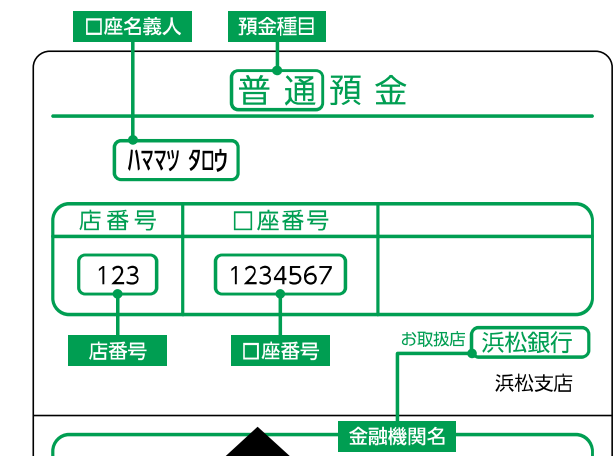 口座名義人 預金種目
普通預金
ハママツ タロウ
店番号 口座番号
123 1234567
店番号 口座番号
お取扱店 浜松銀行
浜松支店
金融機関名